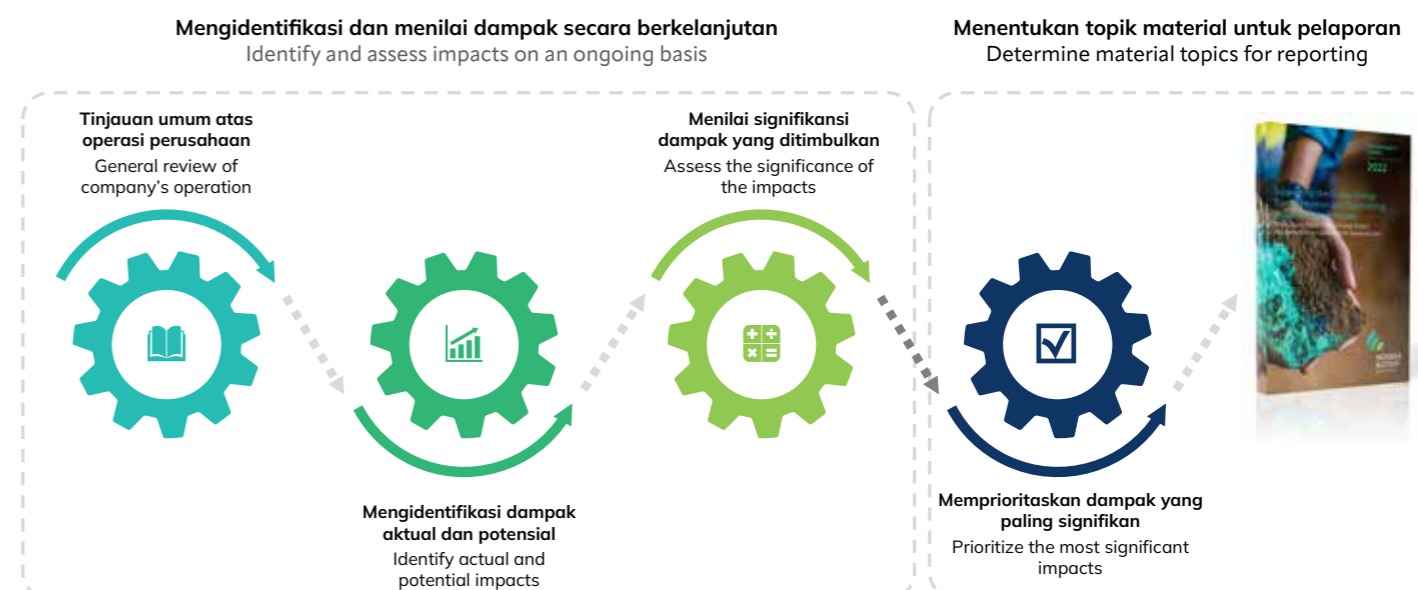 Mengidentifikasi dan menilai dampak secara berkelanjutan
Identify and assess impacts on an ongoing basis
Tinjauan umum atas
operasi perusahaan
General review of
company's operation
Mengidentifikasi dampak
aktual dan potensial
Identify actual and
potential impacts
Menilai signifikansi
dampak yang ditimbulkan
Assess the significance of
the impacts
Menentukan topik material untuk pelaporan
Determine material topics for reporting
Memprioritaskan dampak yang
paling signifikan
Prioritize the most significant
impacts
2022